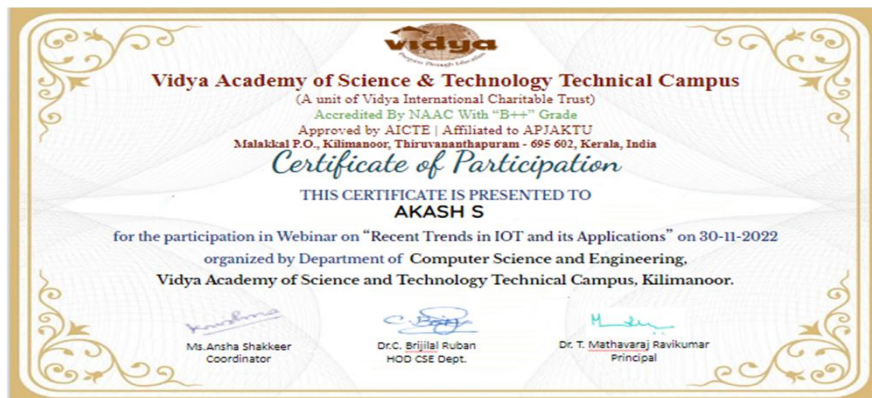 vidya
Progress Through Education
Vidya Academy of Science & Technology Technical Campus
(A unit of Vidya International Charitable Trust)
Accredited By NAAC With “B++” Grade
Approved by AICTE | Affiliated to APJAKTU
Malakkal P.O., Kilimanoor, Thiruvananthapuram - 695 602, Kerala, India
Certificate of Participation
THIS CERTIFICATE IS PRESENTED TO
AKASH S
for the participation in Webinar on “Recent Trends in IOT and its Applications” on 30-11-2022
organized by Department of Computer Science and Engineering,
Vidya Academy of Science and Technology Technical Campus, Kilimanoor.
Ms.Ansha Shakkeer Dr.C. Brijilal Ruban Dr. T. Mathavaraj Ravikumar
Coordinator HOD CSE Dept. Principal